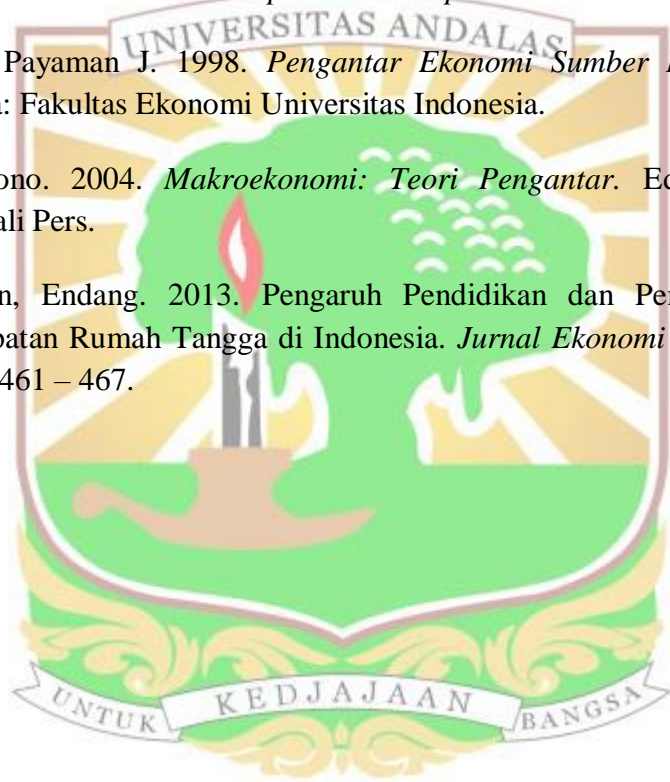 UNIVERSITAS ANDALAS
Payaman J. 1998. Pengantar Ekonomi Sumber
a: Fakultas Ekonomi Universitas Indonesia.
ono. 2004. Makroekonomi: Teori Pengantar. Ed
ali Pers.
n, Endang. 2013. Pengaruh Pendidikan dan Pen
patan Rumah Tangga di Indonesia. Jurnal Ekonomi
461 – 467.
UNTUK KEDJAJAAN BANGSA